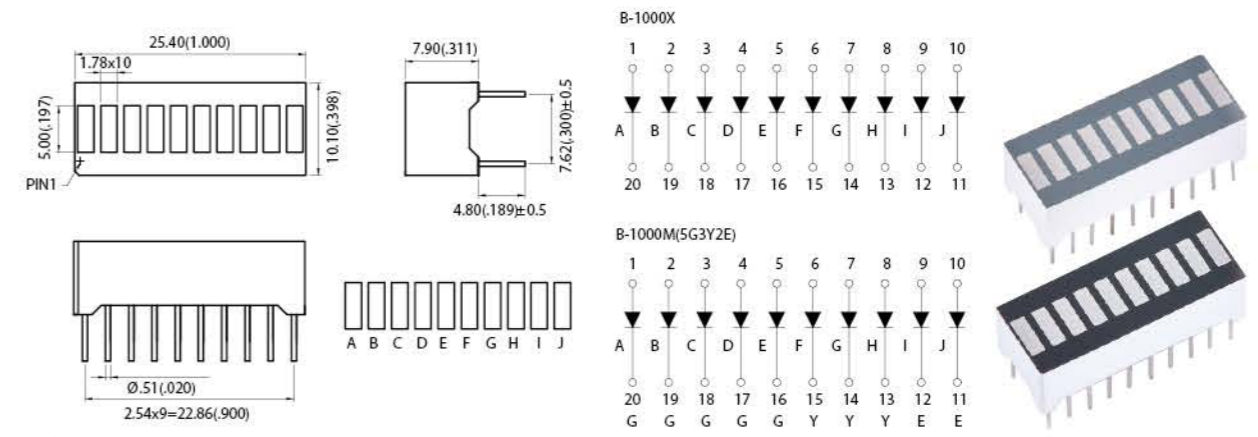 25.40(1.000)
1.78x10
5.00(.197)
10.10(.398)
PIN1
7.90(.311)
7.62(.300)±0.5
4.80(.189)±0.5
Ø.51(.020)
2.54x9=22.86(.900)
A B C D E F G H I J
B-1000X
1 2 3 4 5 6 7 8 9 10
A B C D E F G H I J
20 19 18 17 16 15 14 13 12 11
B-1000M(5G3Y2E)
1 2 3 4 5 6 7 8 9 10
A B C D E F G H I J
20 19 18 17 16 15 14 13 12 11
G G G G G Y Y Y E E